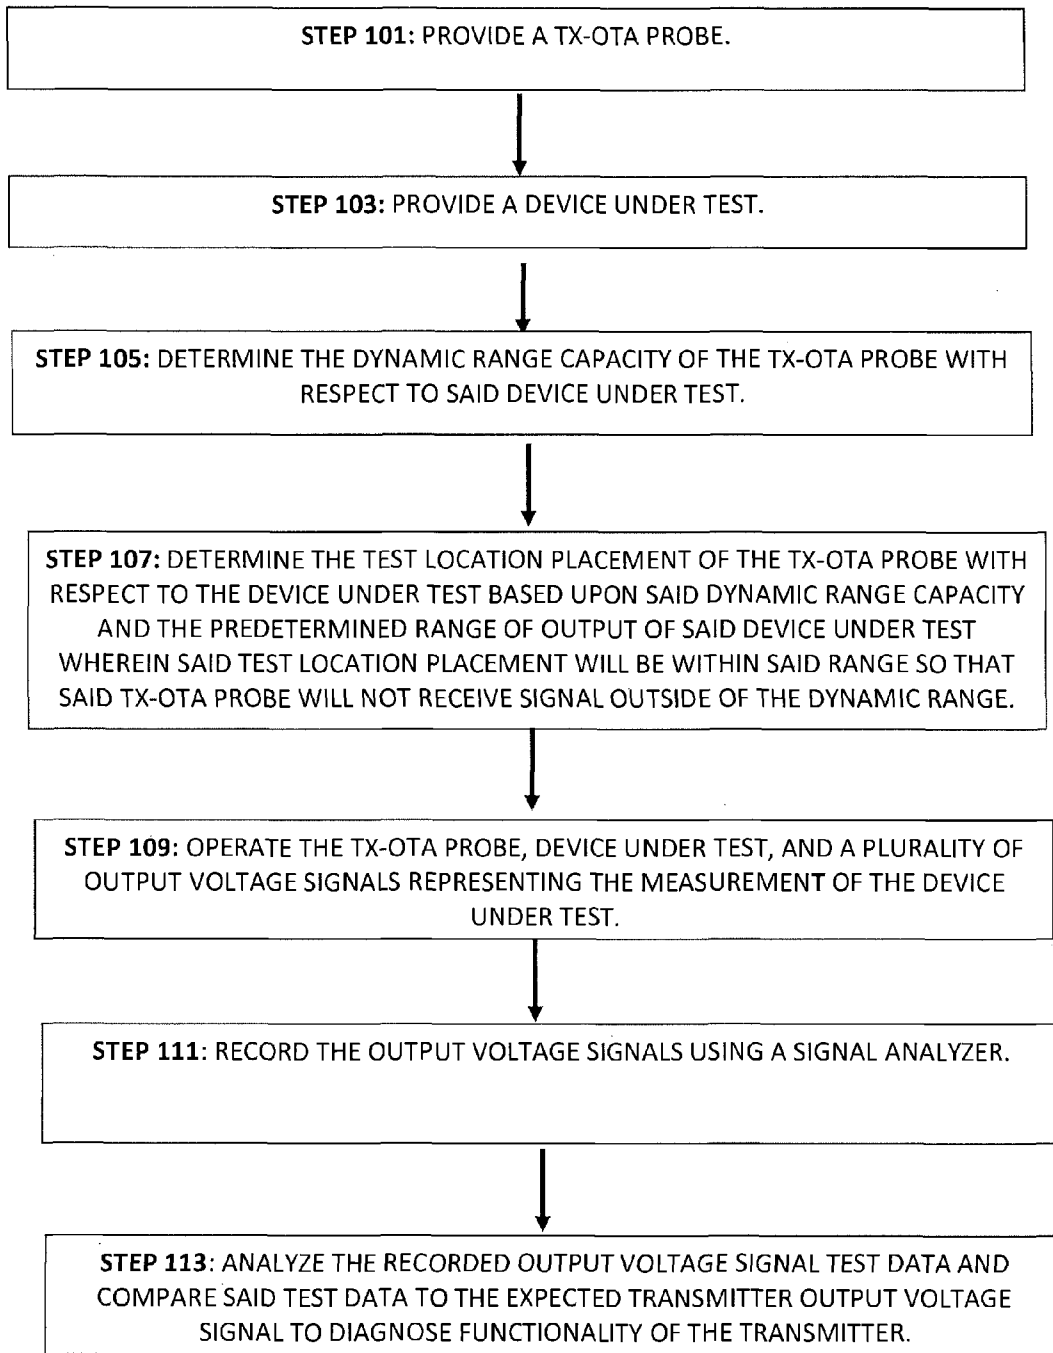 STEP 101: PROVIDE A TX-OTA PROBE.
STEP 103: PROVIDE A DEVICE UNDER TEST.
STEP 105: DETERMINE THE DYNAMIC RANGE CAPACITY OF THE TX-OTA PROBE WITH
RESPECT TO SAID DEVICE UNDER TEST.
STEP 107: DETERMINE THE TEST LOCATION PLACEMENT OF THE TX-OTA PROBE WITH
RESPECT TO THE DEVICE UNDER TEST BASED UPON SAID DYNAMIC RANGE CAPACITY
AND THE PREDETERMINED RANGE OF OUTPUT OF SAID DEVICE UNDER TEST
WHEREIN SAID TEST LOCATION PLACEMENT WILL BE WITHIN SAID RANGE SO THAT
SAID TX-OTA PROBE WILL NOT RECEIVE SIGNAL OUTSIDE OF THE DYNAMIC RANGE.
STEP 109: OPERATE THE TX-OTA PROBE, DEVICE UNDER TEST, AND A PLURALITY OF
OUTPUT VOLTAGE SIGNALS REPRESENTING THE MEASUREMENT OF THE DEVICE
UNDER TEST.
STEP 111: RECORD THE OUTPUT VOLTAGE SIGNALS USING A SIGNAL ANALYZER.
STEP 113: ANALYZE THE RECORDED OUTPUT VOLTAGE SIGNAL TEST DATA AND
COMPARE SAID TEST DATA TO THE EXPECTED TRANSMITTER OUTPUT VOLTAGE
SIGNAL TO DIAGNOSE FUNCTIONALITY OF THE TRANSMITTER.